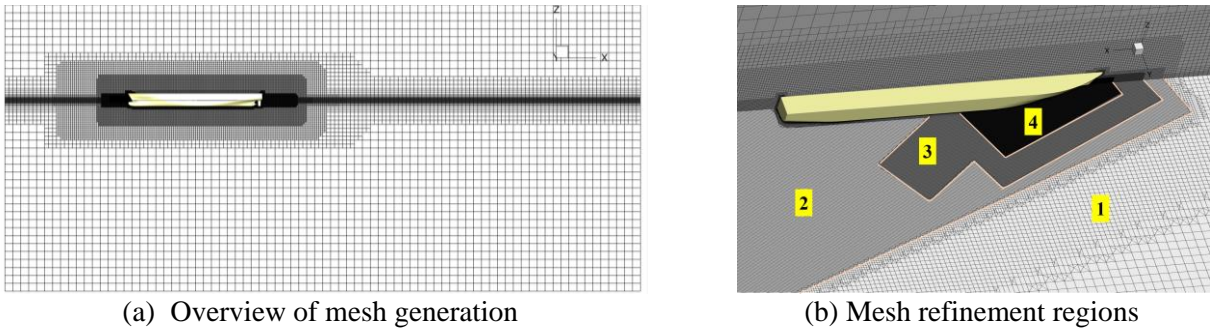 Z
Y
X
Z
X
Y
4
3
2
1
(a) Overview of mesh generation
(b) Mesh refinement regions